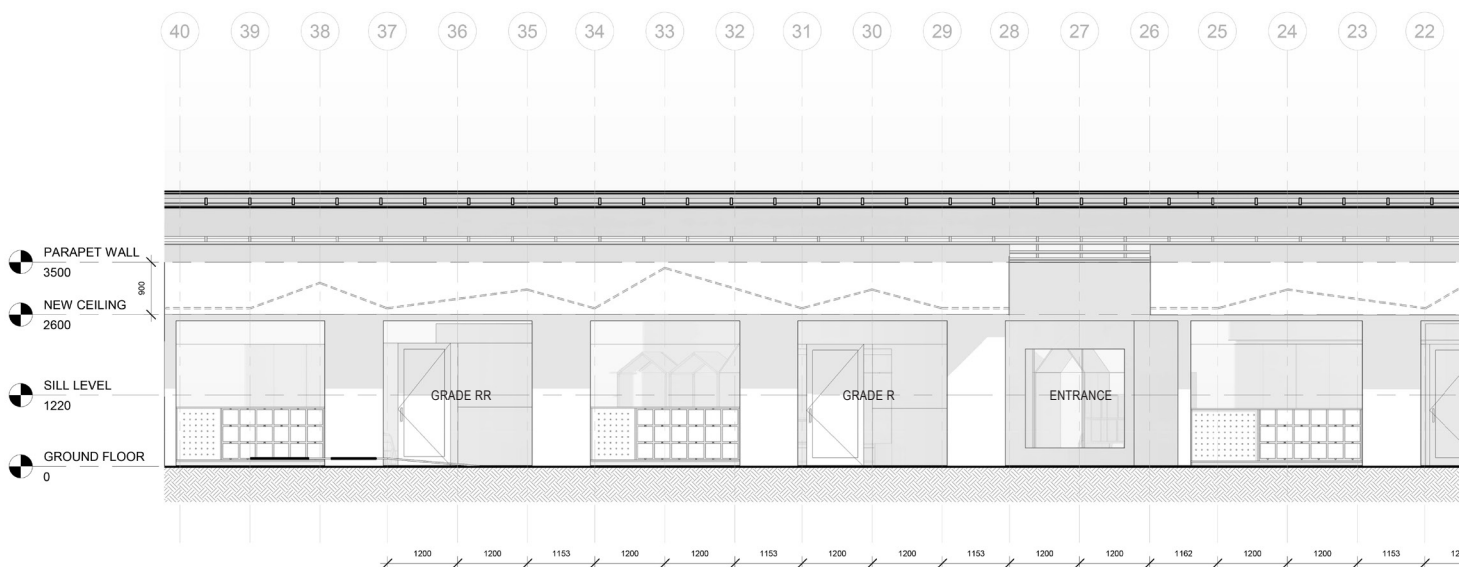 40 39 38 37 36 35 34 33 32 31 30 29 28 27 26 25 24 23 22
PARAPET WALL
3500
900
NEW CEILING
2600
SILL LEVEL
1220
GRADE RR GRADE R ENTRANCE
GROUND FLOOR
0
1200 1200 1153 1200 1200 1153 1200 1200 1153 1200 1200 1162 1200 1200 1153